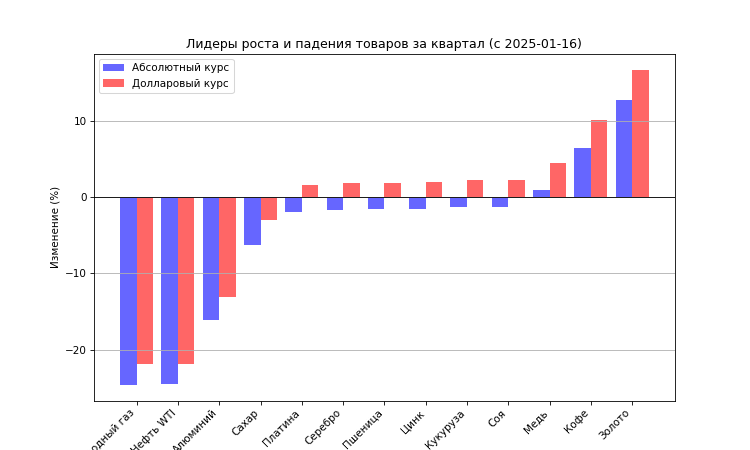 Лидеры роста и падения товаров за квартал (с 2025-01-16)
Абсолютный курс
Долларовый курс
Изменение (%)
10
0
−10
−20
газ
Нефть WTI
Алюминий
Сахар
Платина
Серебро
Пшеница
Цинк
Кукуруза
Соя
Медь
Кофе
Золото